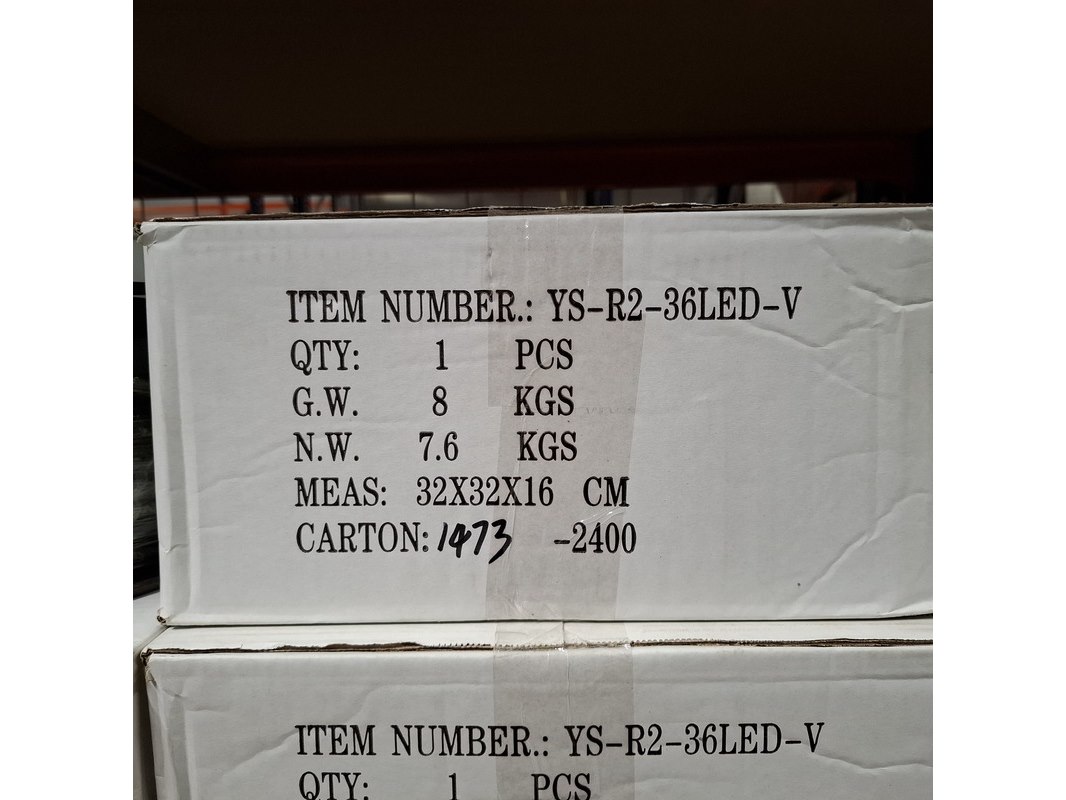 ITEM NUMBER.: YS-R2-36LED-V
QTY: 1 PCS
G.W. 8 KGS
N.W. 7.6 KGS
MEAS: 32X32X16 CM
CARTON: 1473 -2400
ITEM NUMBER.: YS-R2-36LED-V
QTY: 1 PCS